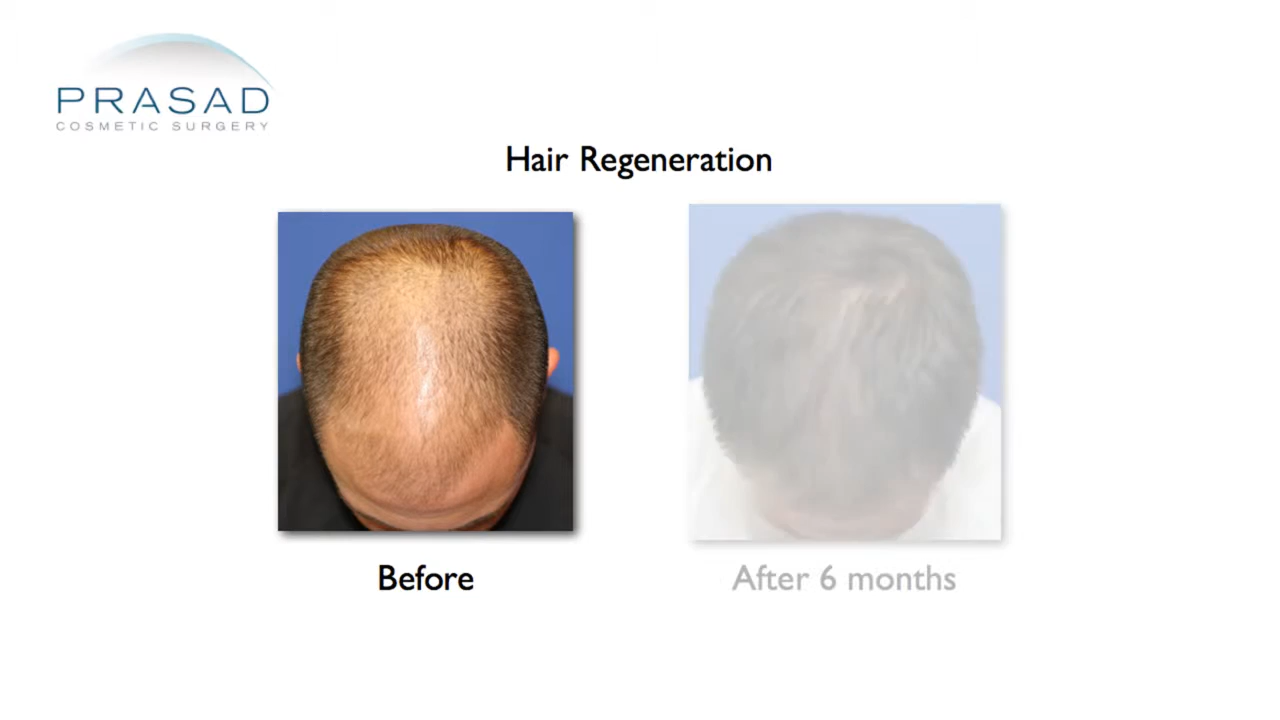 PRASAD
COSMETIC SURGERY
Hair Regeneration
Before
After 6 months